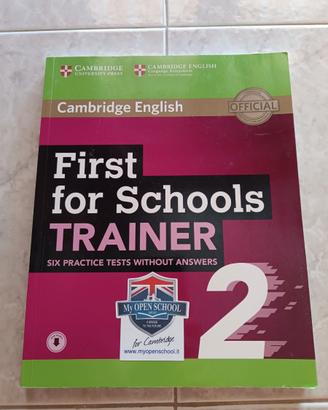 CAMBRIDGE
UNIVERSITY PRESS
CAMBRIDGE ENGLISH
Language Assessment
Cambridge English
OFFICIAL
First
for Schools
TRAINER
SIX PRACTICE TESTS WITHOUT ANSWERS
2
My OPEN SCHOOL
for Cambridge
www.myopenschool.it